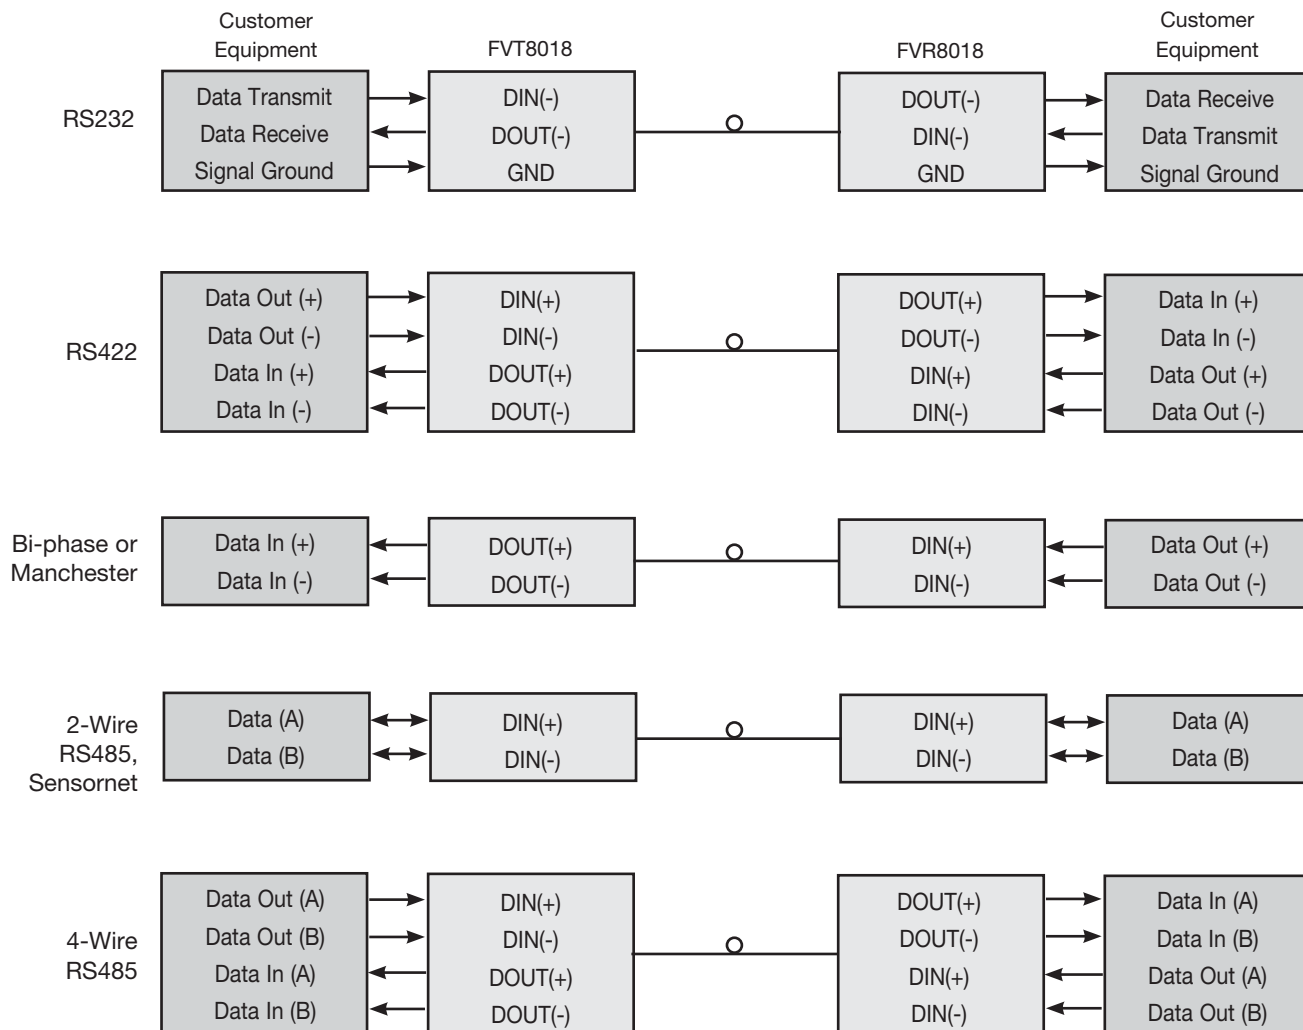 Customer
Equipment
FVT8018
FVR8018
Customer
Equipment
RS232
Data Transmit
Data Receive
Signal Ground
DIN(-)
DOUT(-)
GND
DOUT(-)
DIN(-)
GND
Data Receive
Data Transmit
Signal Ground
RS422
Data Out (+)
Data Out (-)
Data In (+)
Data In (-)
DIN(+)
DIN(-)
DOUT(+)
DOUT(-)
DOUT(+)
DOUT(-)
DIN(+)
DIN(-)
Data In (+)
Data In (-)
Data Out (+)
Data Out (-)
Bi-phase or
Manchester
Data In (+)
Data In (-)
DOUT(+)
DOUT(-)
DIN(+)
DIN(-)
Data Out (+)
Data Out (-)
2-Wire
RS485,
Sensornet
Data (A)
Data (B)
DIN(+)
DIN(-)
DIN(+)
DIN(-)
Data (A)
Data (B)
4-Wire
RS485
Data Out (A)
Data Out (B)
Data In (A)
Data In (B)
DIN(+)
DIN(-)
DOUT(+)
DOUT(-)
DOUT(+)
DOUT(-)
DIN(+)
DIN(-)
Data In (A)
Data In (B)
Data Out (A)
Data Out (B)